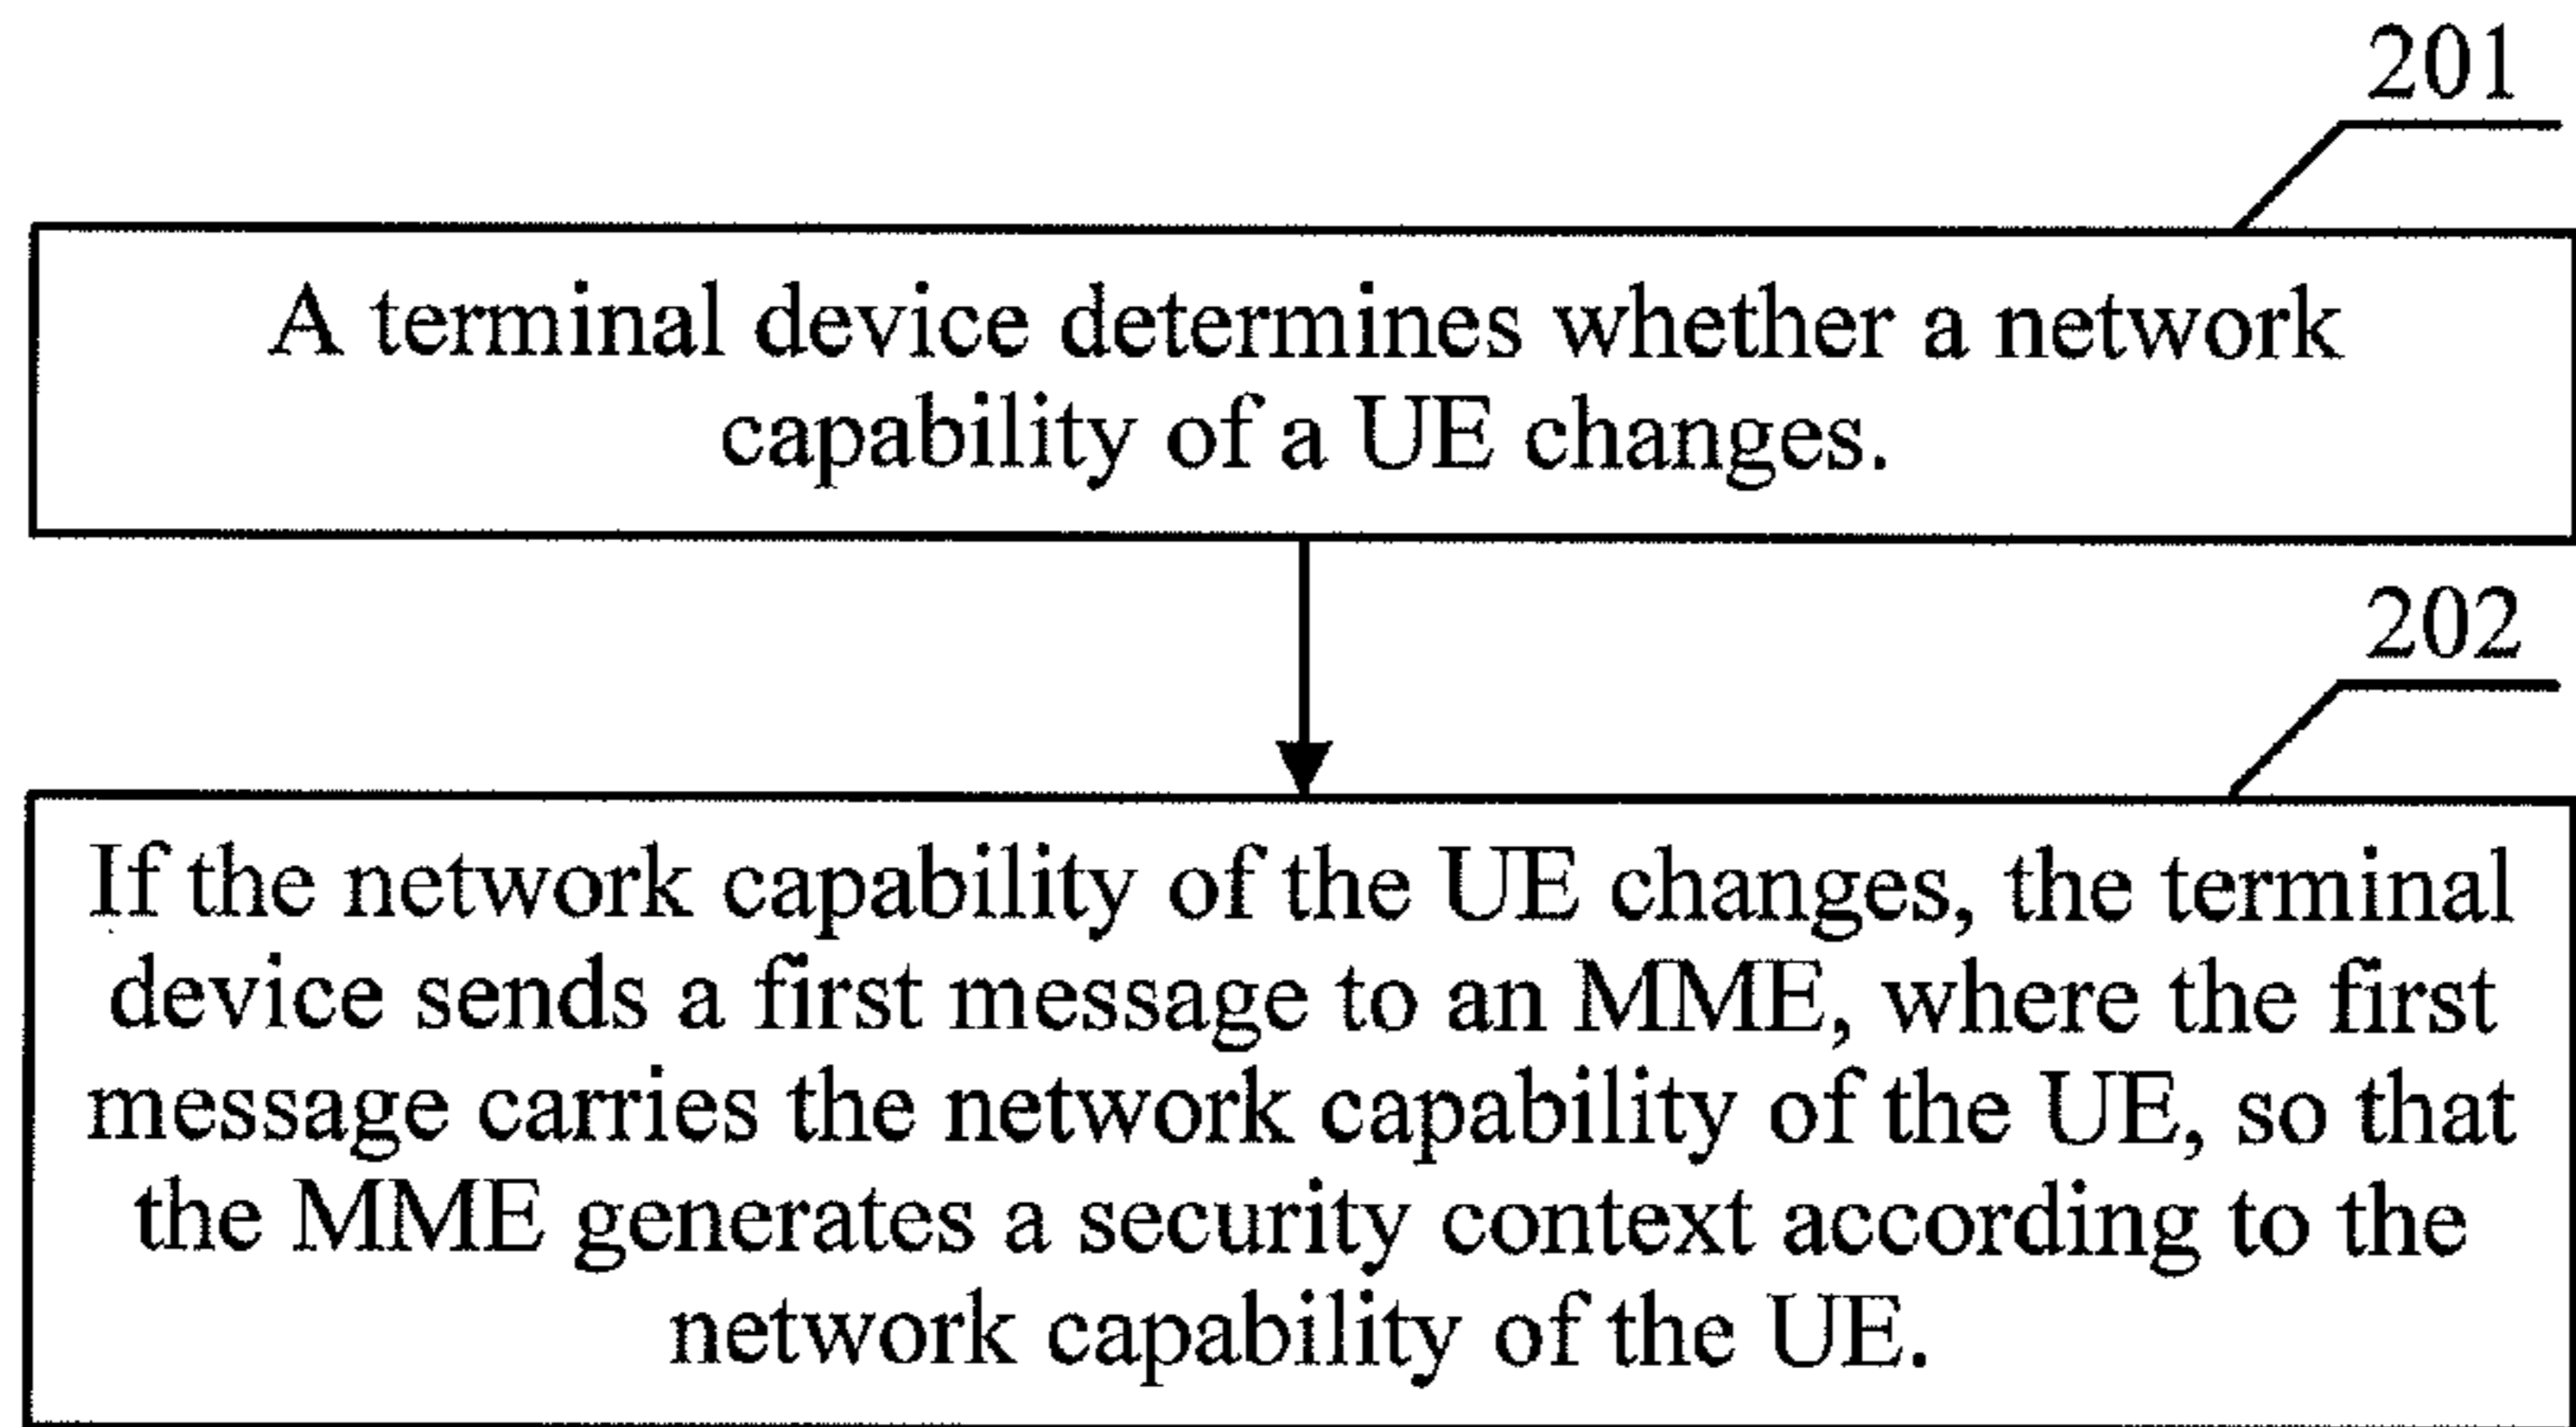 201
A terminal device determines whether a network
capability of a UE changes.
202
If the network capability of the UE changes, the terminal
device sends a first message to an MME, where the first
message carries the network capability of the UE, so that
the MME generates a security context according to the
network capability of the UE.